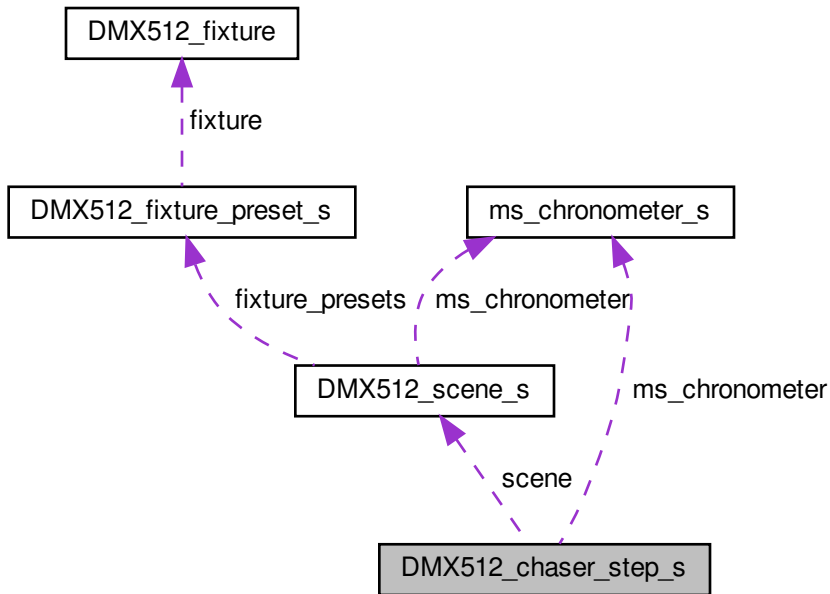 DMX512_fixture
fixture
DMX512_fixture_preset_s
ms_chronometer_s
fixture_presets
ms_chronometer
DMX512_scene_s
ms_chronometer
scene
DMX512_chaser_step_s